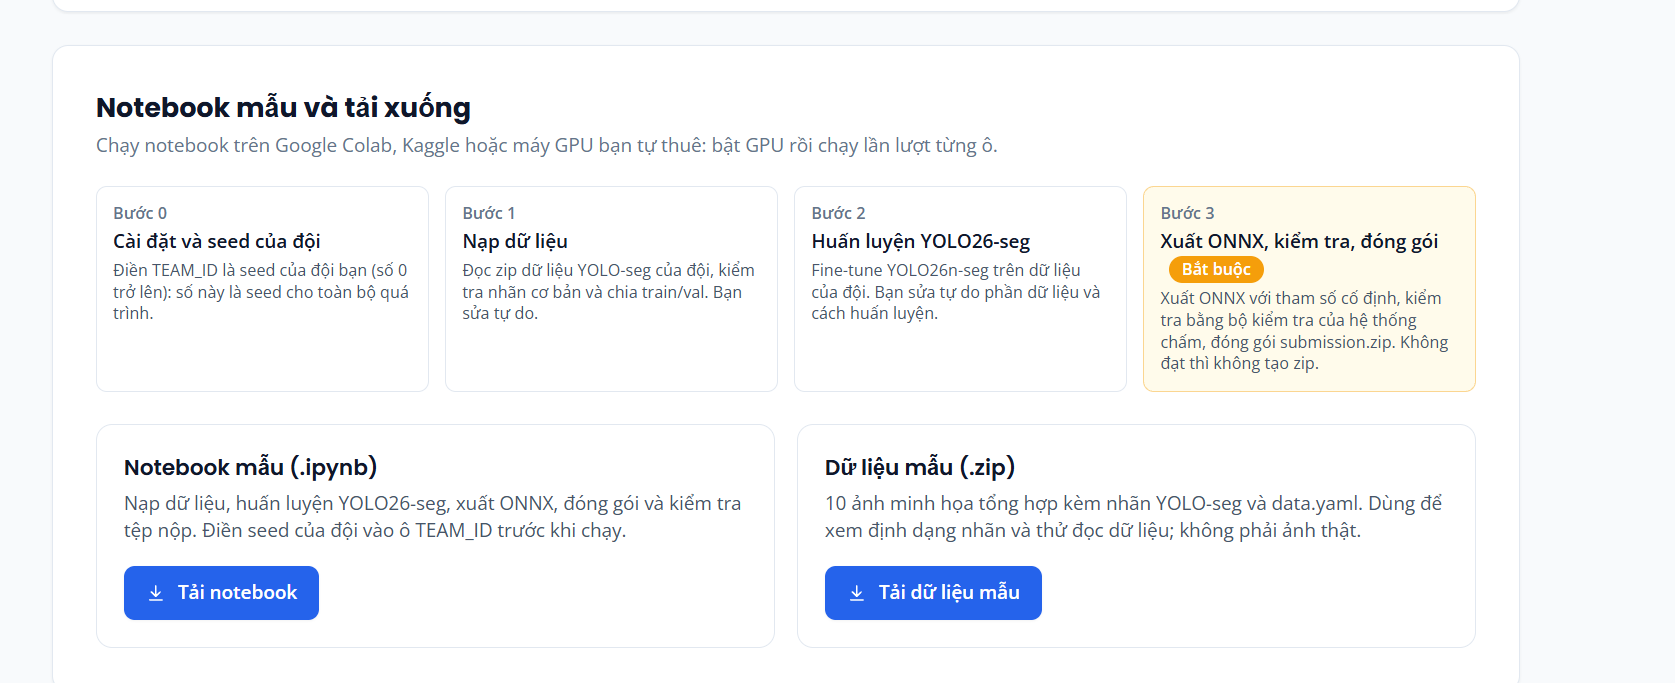 Notebook mẫu và tải xuống
Chạy notebook trên Google Colab, Kaggle hoặc máy GPU bạn tự thuê: bật GPU rồi chạy lần lượt từng ô.
Bước 0
Cài đặt và seed của đội
Điền TEAM_ID là seed của đội bạn (số 0
trở lên): số này là seed cho toàn bộ quá
trình.
Bước 1
Nạp dữ liệu
Đọc zip dữ liệu YOLO-seg của đội, kiểm
tra nhãn cơ bản và chia train/val. Bạn
sửa tự do.
Bước 2
Huấn luyện YOLO26-seg
Fine-tune YOLO26n-seg trên dữ liệu
của đội. Bạn sửa tự do phần dữ liệu và
cách huấn luyện.
Bước 3
Xuất ONNX, kiểm tra, đóng gói
Bắt buộc
Xuất ONNX với tham số cố định, kiểm
tra bằng bộ kiểm tra của hệ thống
chấm, đóng gói submission.zip. Không
đạt thì không tạo zip.
Notebook mẫu (.ipynb)
Nạp dữ liệu, huấn luyện YOLO26-seg, xuất ONNX, đóng gói và kiểm tra
tệp nộp. Điền seed của đội vào ô TEAM_ID trước khi chạy.
Tải notebook
Dữ liệu mẫu (.zip)
10 ảnh minh họa tổng hợp kèm nhãn YOLO-seg và data.yaml. Dùng để
xem định dạng nhãn và thử đọc dữ liệu; không phải ảnh thật.
Tải dữ liệu mẫu